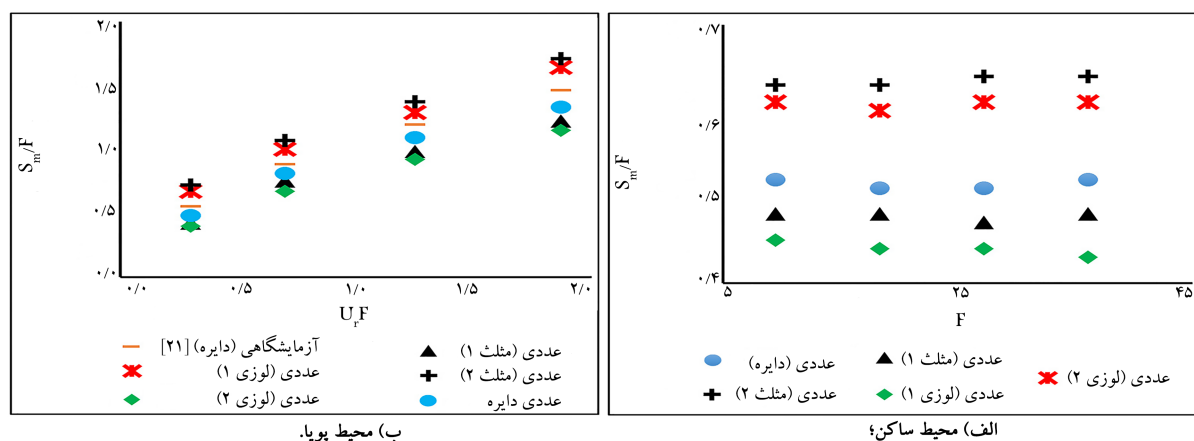 ۲/۰
۱/۵
۱/۰
۰/۵
۰/۰
S_m/F
۰/۰ ۰/۵ ۱/۰ ۱/۵ ۲/۰
U_rF
آزمایشگاهی (دایره) [۲۱]
عددی (لوزی ۱)
عددی (لوزی ۲)
عددی (مثلث ۱)
عددی (مثلث ۲)
عددی دایره
ب) محیط پویا.
۰/۷
۰/۶
۰/۵
۰/۴
S_m/F
۵ ۲۵ ۴۵
F
عددی (دایره)
عددی (مثلث ۱)
عددی (لوزی ۲)
عددی (مثلث ۲)
عددی (لوزی ۱)
الف) محیط ساکن؛